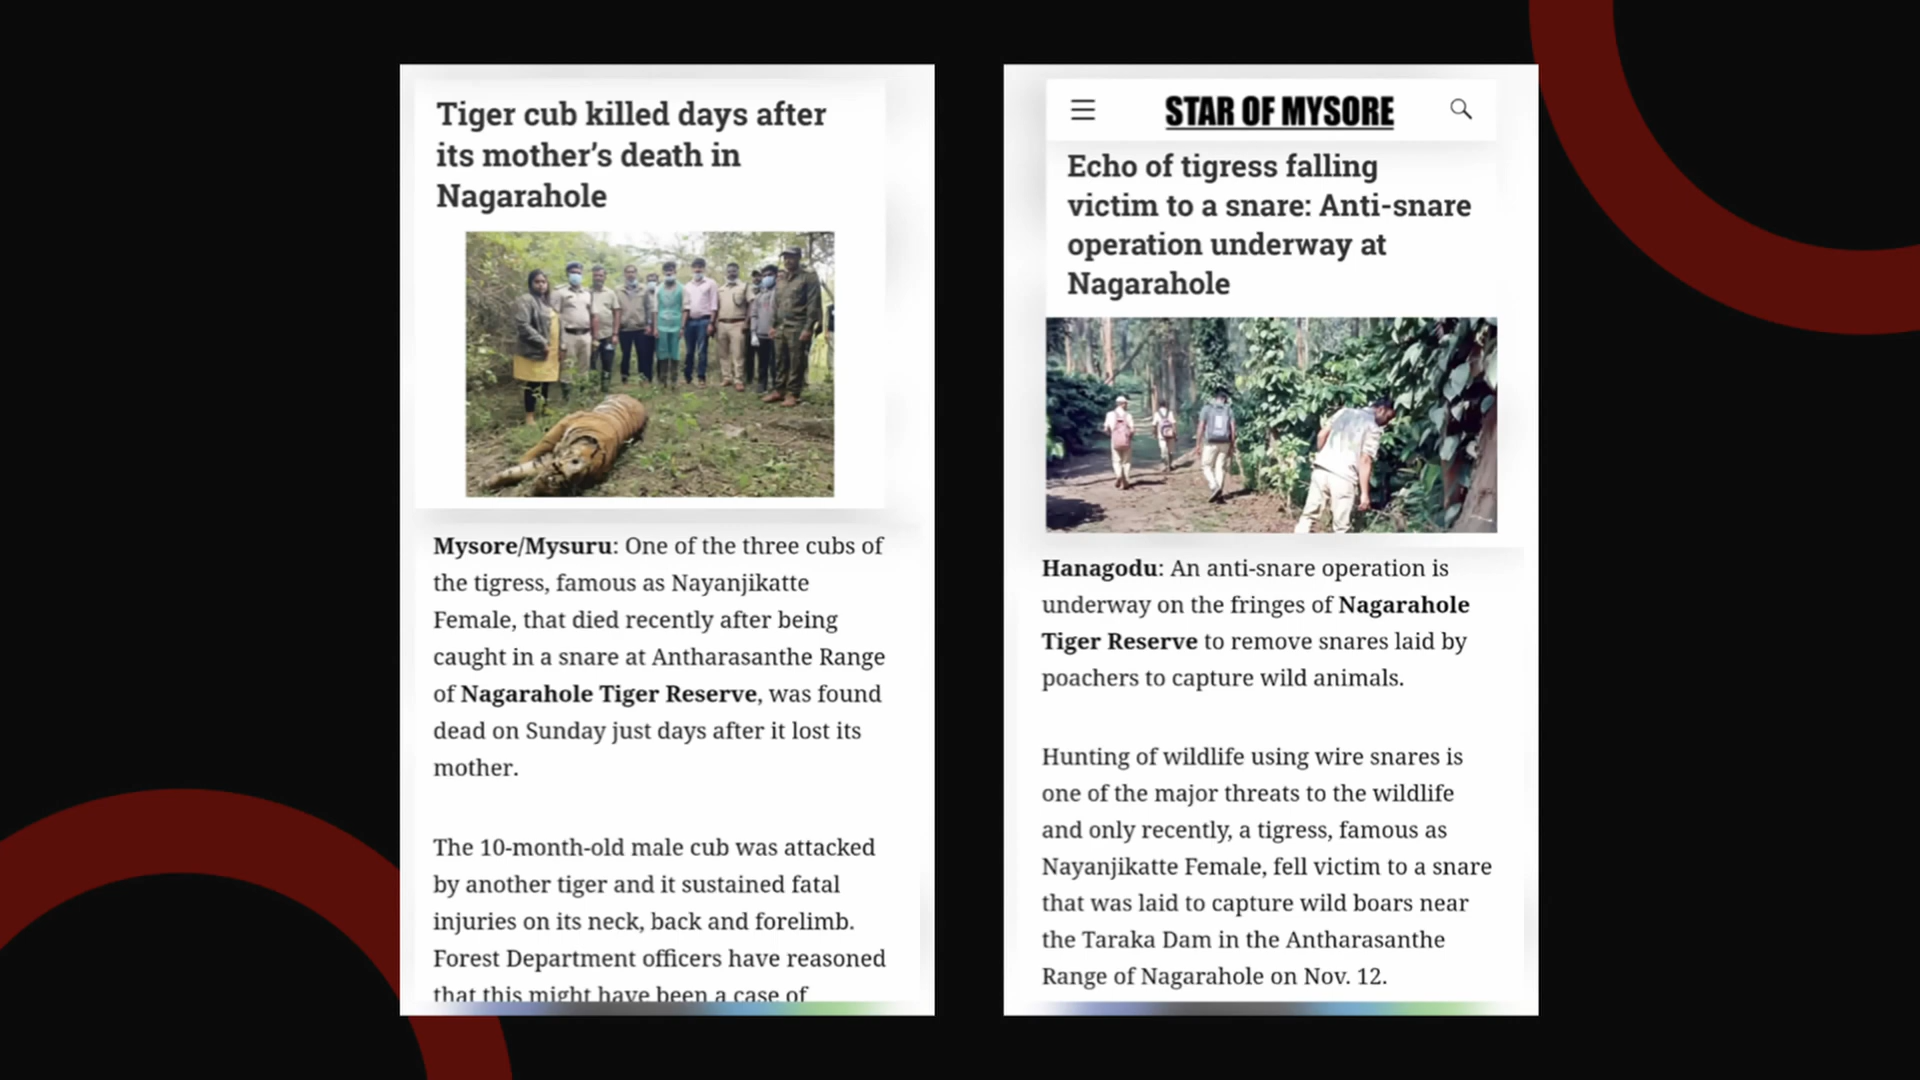 Tiger cub killed days after
its mother’s death in
Nagarahole
Mysore/Mysuru: One of the three cubs of
the tigress, famous as Nayanjikatte
Female, that died recently after being
caught in a snare at Antharasanthe Range
of Nagarahole Tiger Reserve, was found
dead on Sunday just days after it lost its
mother.
The 10-month-old male cub was attacked
by another tiger and it sustained fatal
injuries on its neck, back and forelimb.
Forest Department officers have reasoned
that this might have been a case of
STAR OF MYSORE
Echo of tigress falling
victim to a snare: Anti-snare
operation underway at
Nagarahole
Hanagodu: An anti-snare operation is
underway on the fringes of Nagarahole
Tiger Reserve to remove snares laid by
poachers to capture wild animals.
Hunting of wildlife using wire snares is
one of the major threats to the wildlife
and only recently, a tigress, famous as
Nayanjikatte Female, fell victim to a snare
that was laid to capture wild boars near
the Taraka Dam in the Antharasanthe
Range of Nagarahole on Nov. 12.